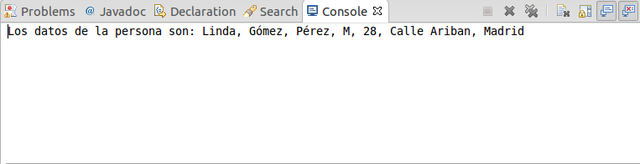 Problems @ Javadoc Declaration Search Console
Los datos de la persona son: Linda, Gómez, Pérez, M, 28, Calle Ariban, Madrid